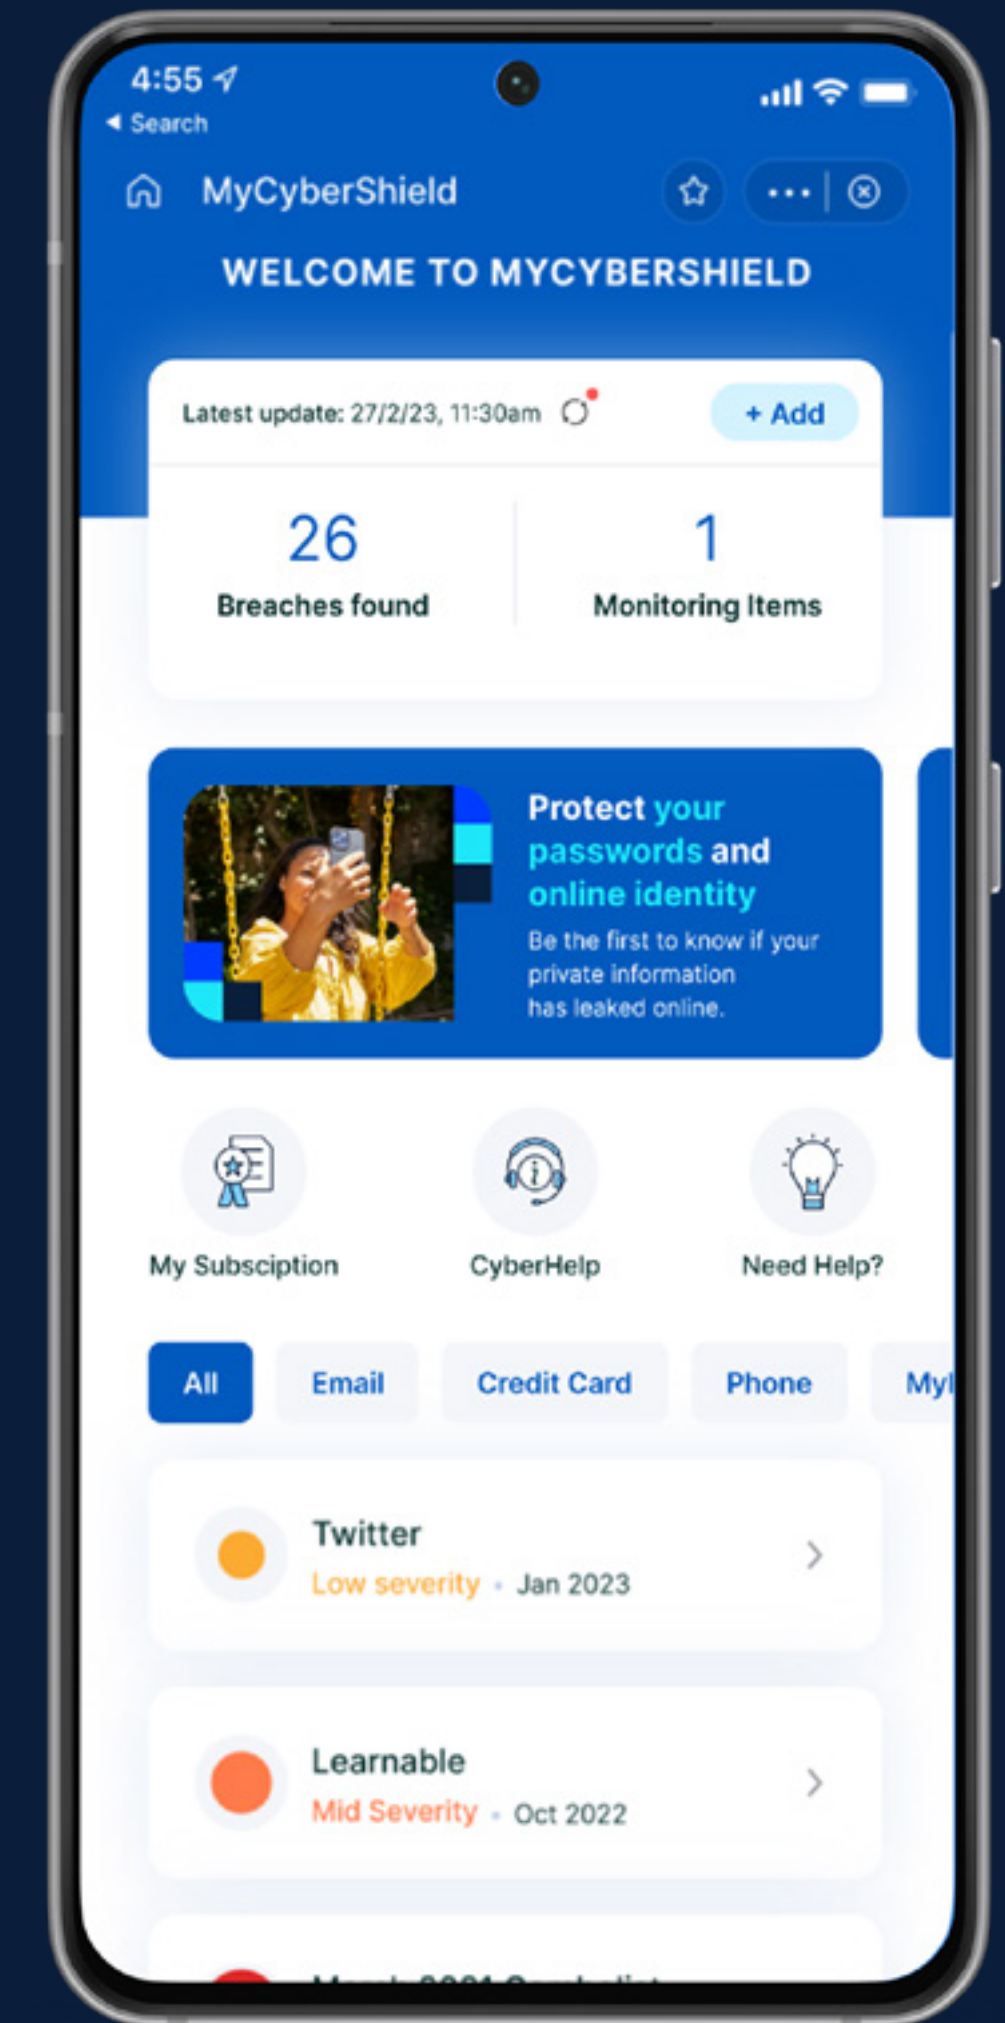 4:55
Search
MyCyberShield
WELCOME TO MYCYBERSHIELD
Latest update: 27/2/23, 11:30am
+ Add
26
Breaches found
1
Monitoring Items
Protect your
passwords and
online identity
Be the first to know if your
private information
has leaked online.
My Subsciption
CyberHelp
Need Help?
All
Email
Credit Card
Phone
Twitter
Low severity • Jan 2023
Learnable
Mid Severity • Oct 2022